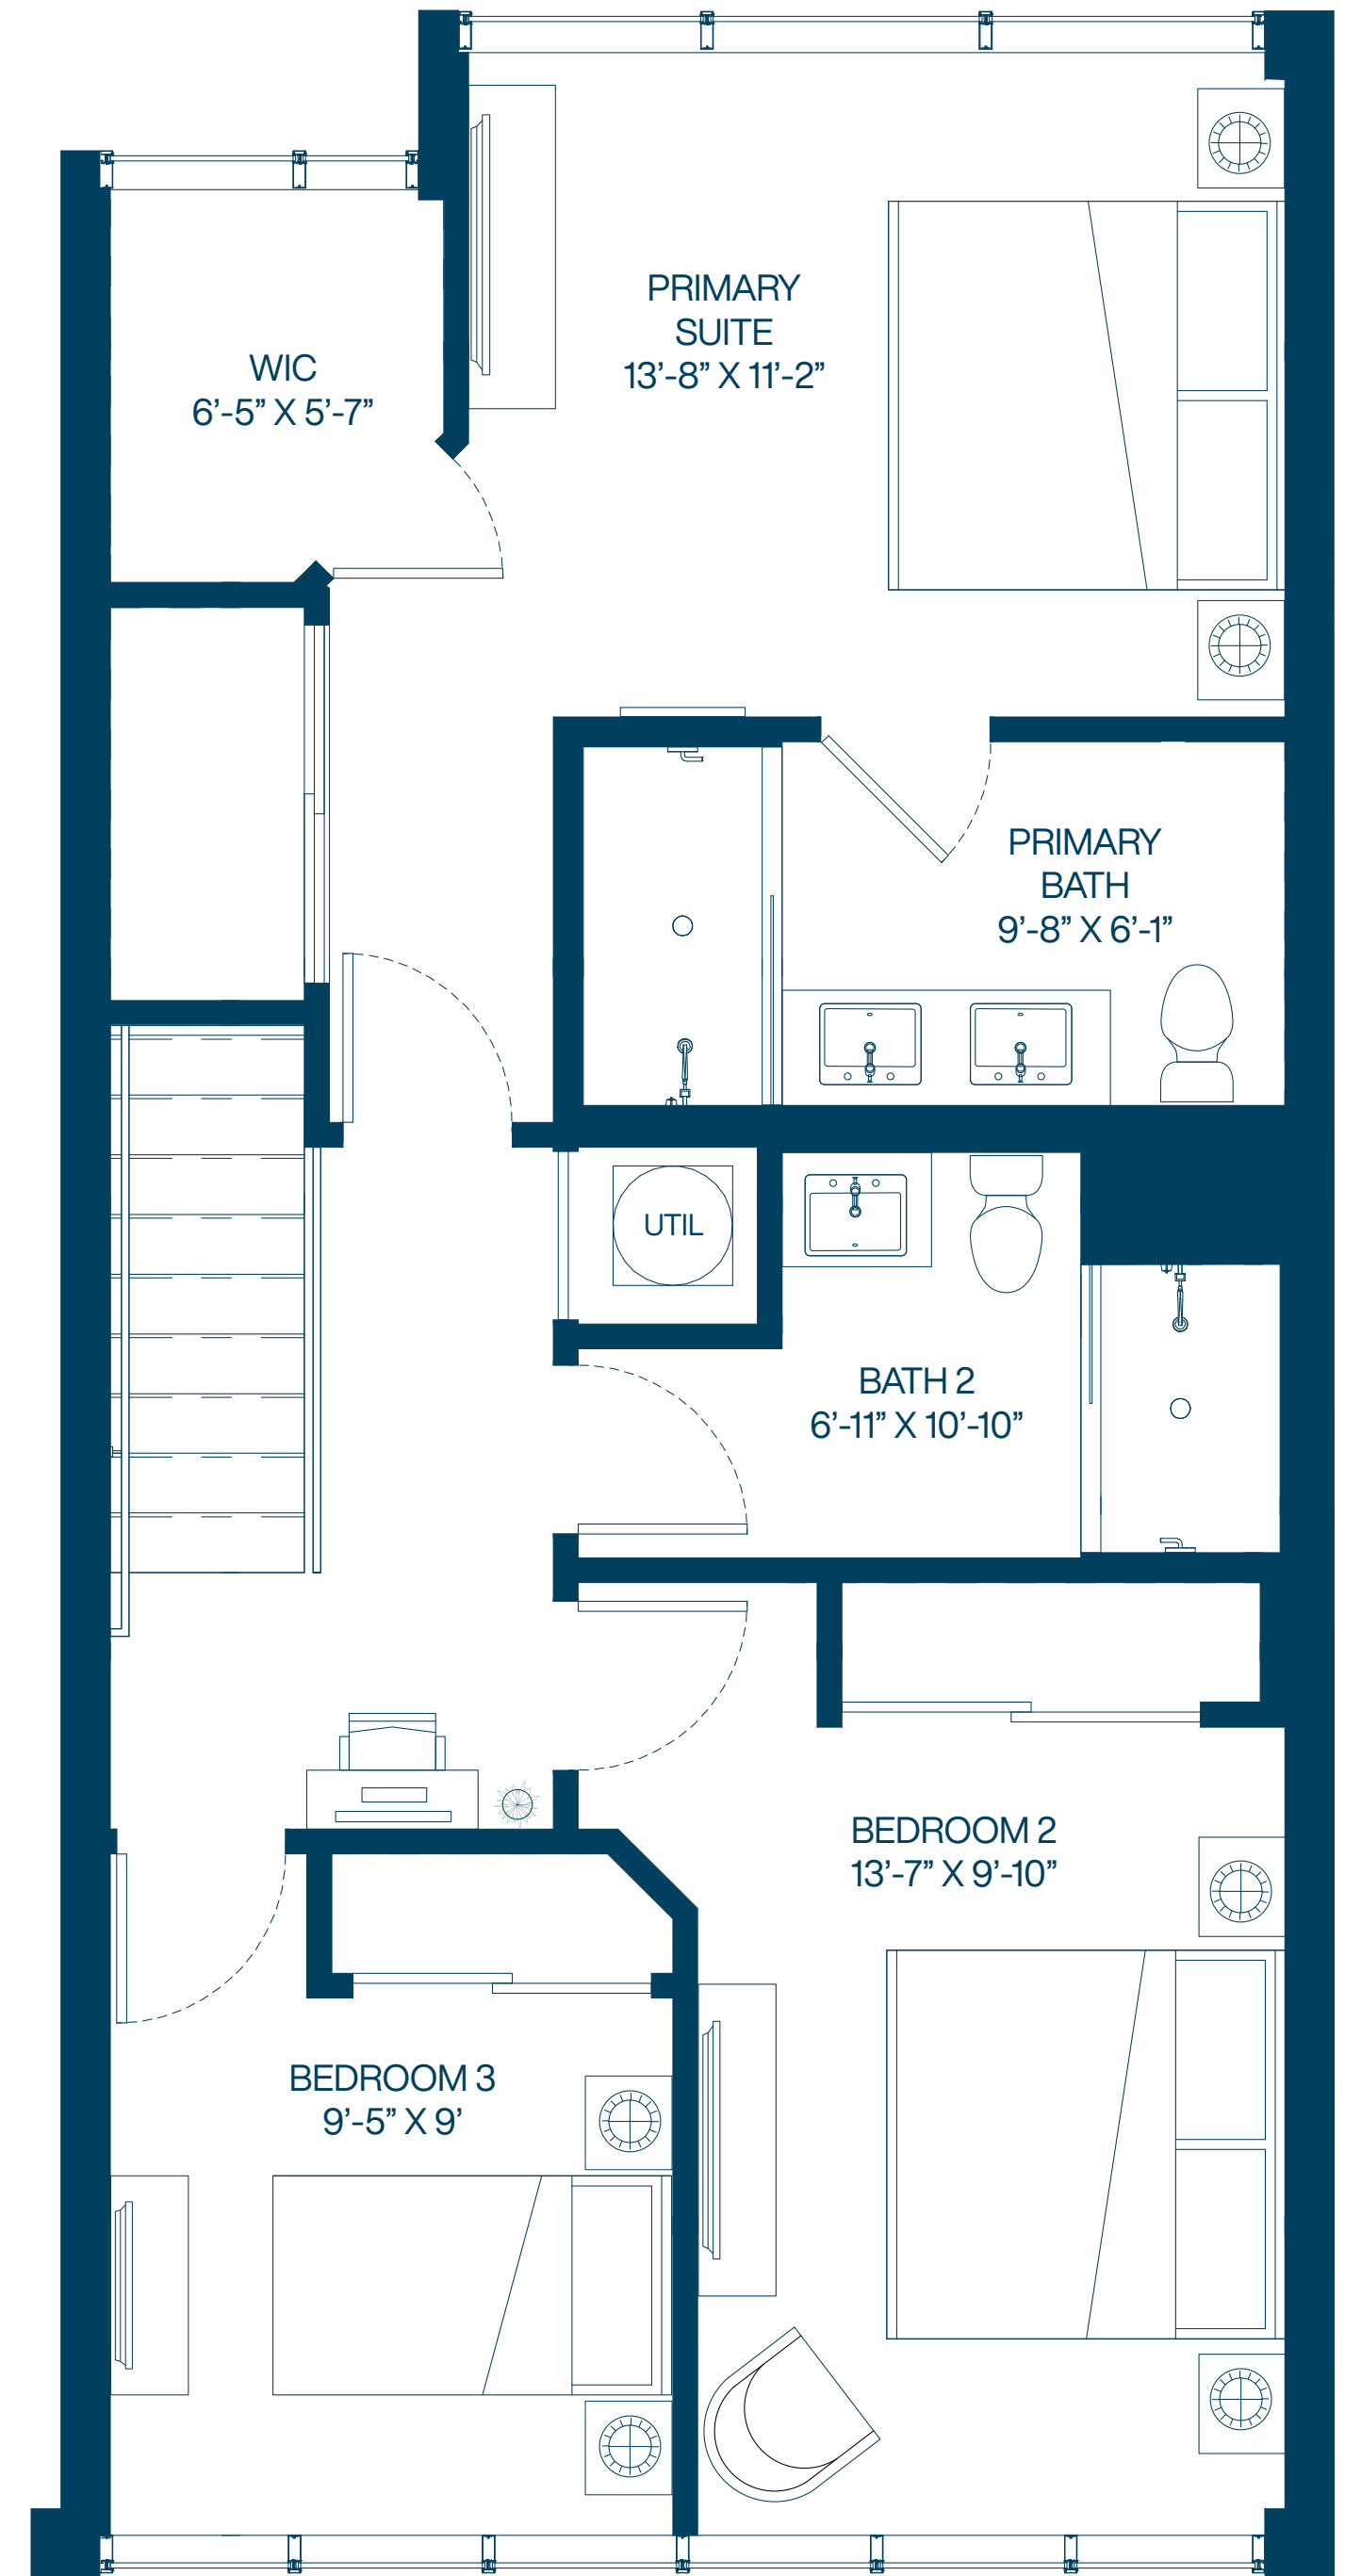 PRIMARY
SUITE
13’-8” X 11’-2”
WIC
6’-5” X 5’-7”
PRIMARY
BATH
9’-8” X 6’-1”
UTIL
BATH 2
6’-11” X 10’-10”
BEDROOM 2
13’-7” X 9’-10”
BEDROOM 3
9’-5” X 9’